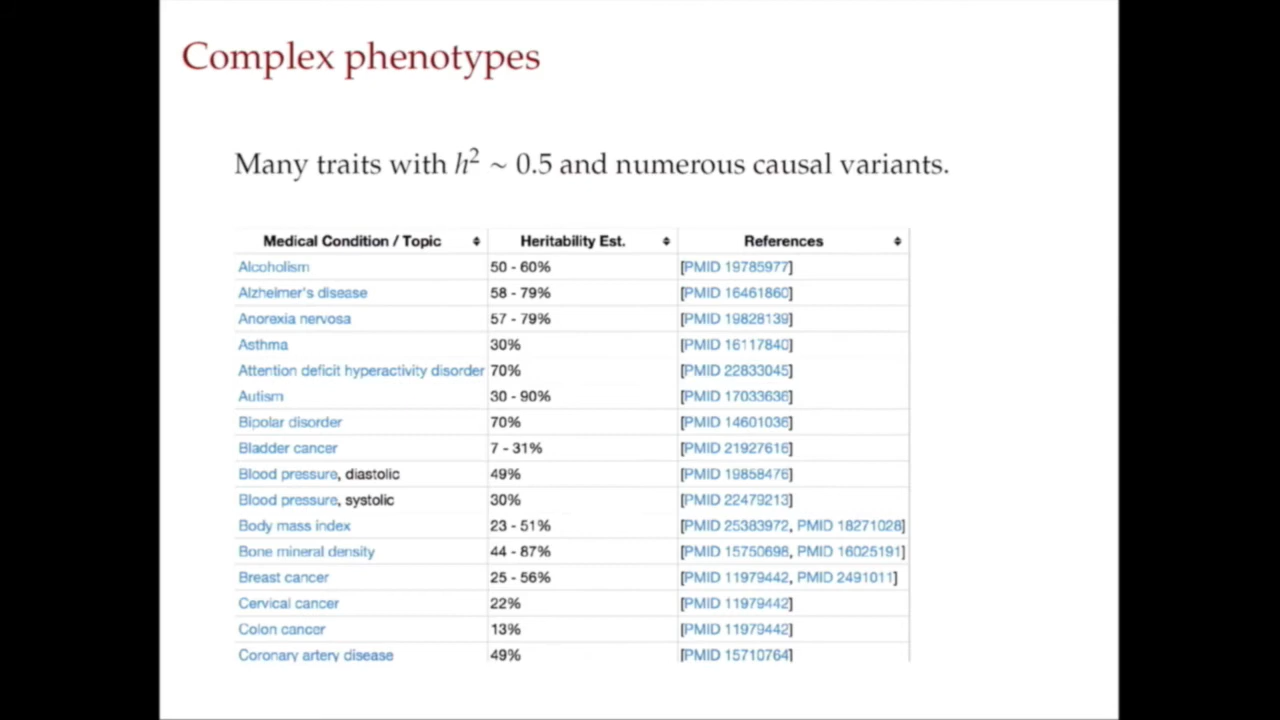 Complex phenotypes
Many traits with h² ∼ 0.5 and numerous causal variants.
Medical Condition / Topic Heritability Est. References
Alcoholism 50 - 60% [PMID 19785977]
Alzheimer's disease 58 - 79% [PMID 16461860]
Anorexia nervosa 57 - 79% [PMID 19828139]
Asthma 30% [PMID 16117840]
Attention deficit hyperactivity disorder 70% [PMID 22833045]
Autism 30 - 90% [PMID 17033636]
Bipolar disorder 70% [PMID 14601036]
Bladder cancer 7 - 31% [PMID 21927616]
Blood pressure, diastolic 49% [PMID 19858476]
Blood pressure, systolic 30% [PMID 22479213]
Body mass index 23 - 51% [PMID 25383972, PMID 18271028]
Bone mineral density 44 - 87% [PMID 15750698, PMID 16025191]
Breast cancer 25 - 56% [PMID 11979442, PMID 2491011]
Cervical cancer 22% [PMID 11979442]
Colon cancer 13% [PMID 11979442]
Coronary artery disease 49% [PMID 15710764]